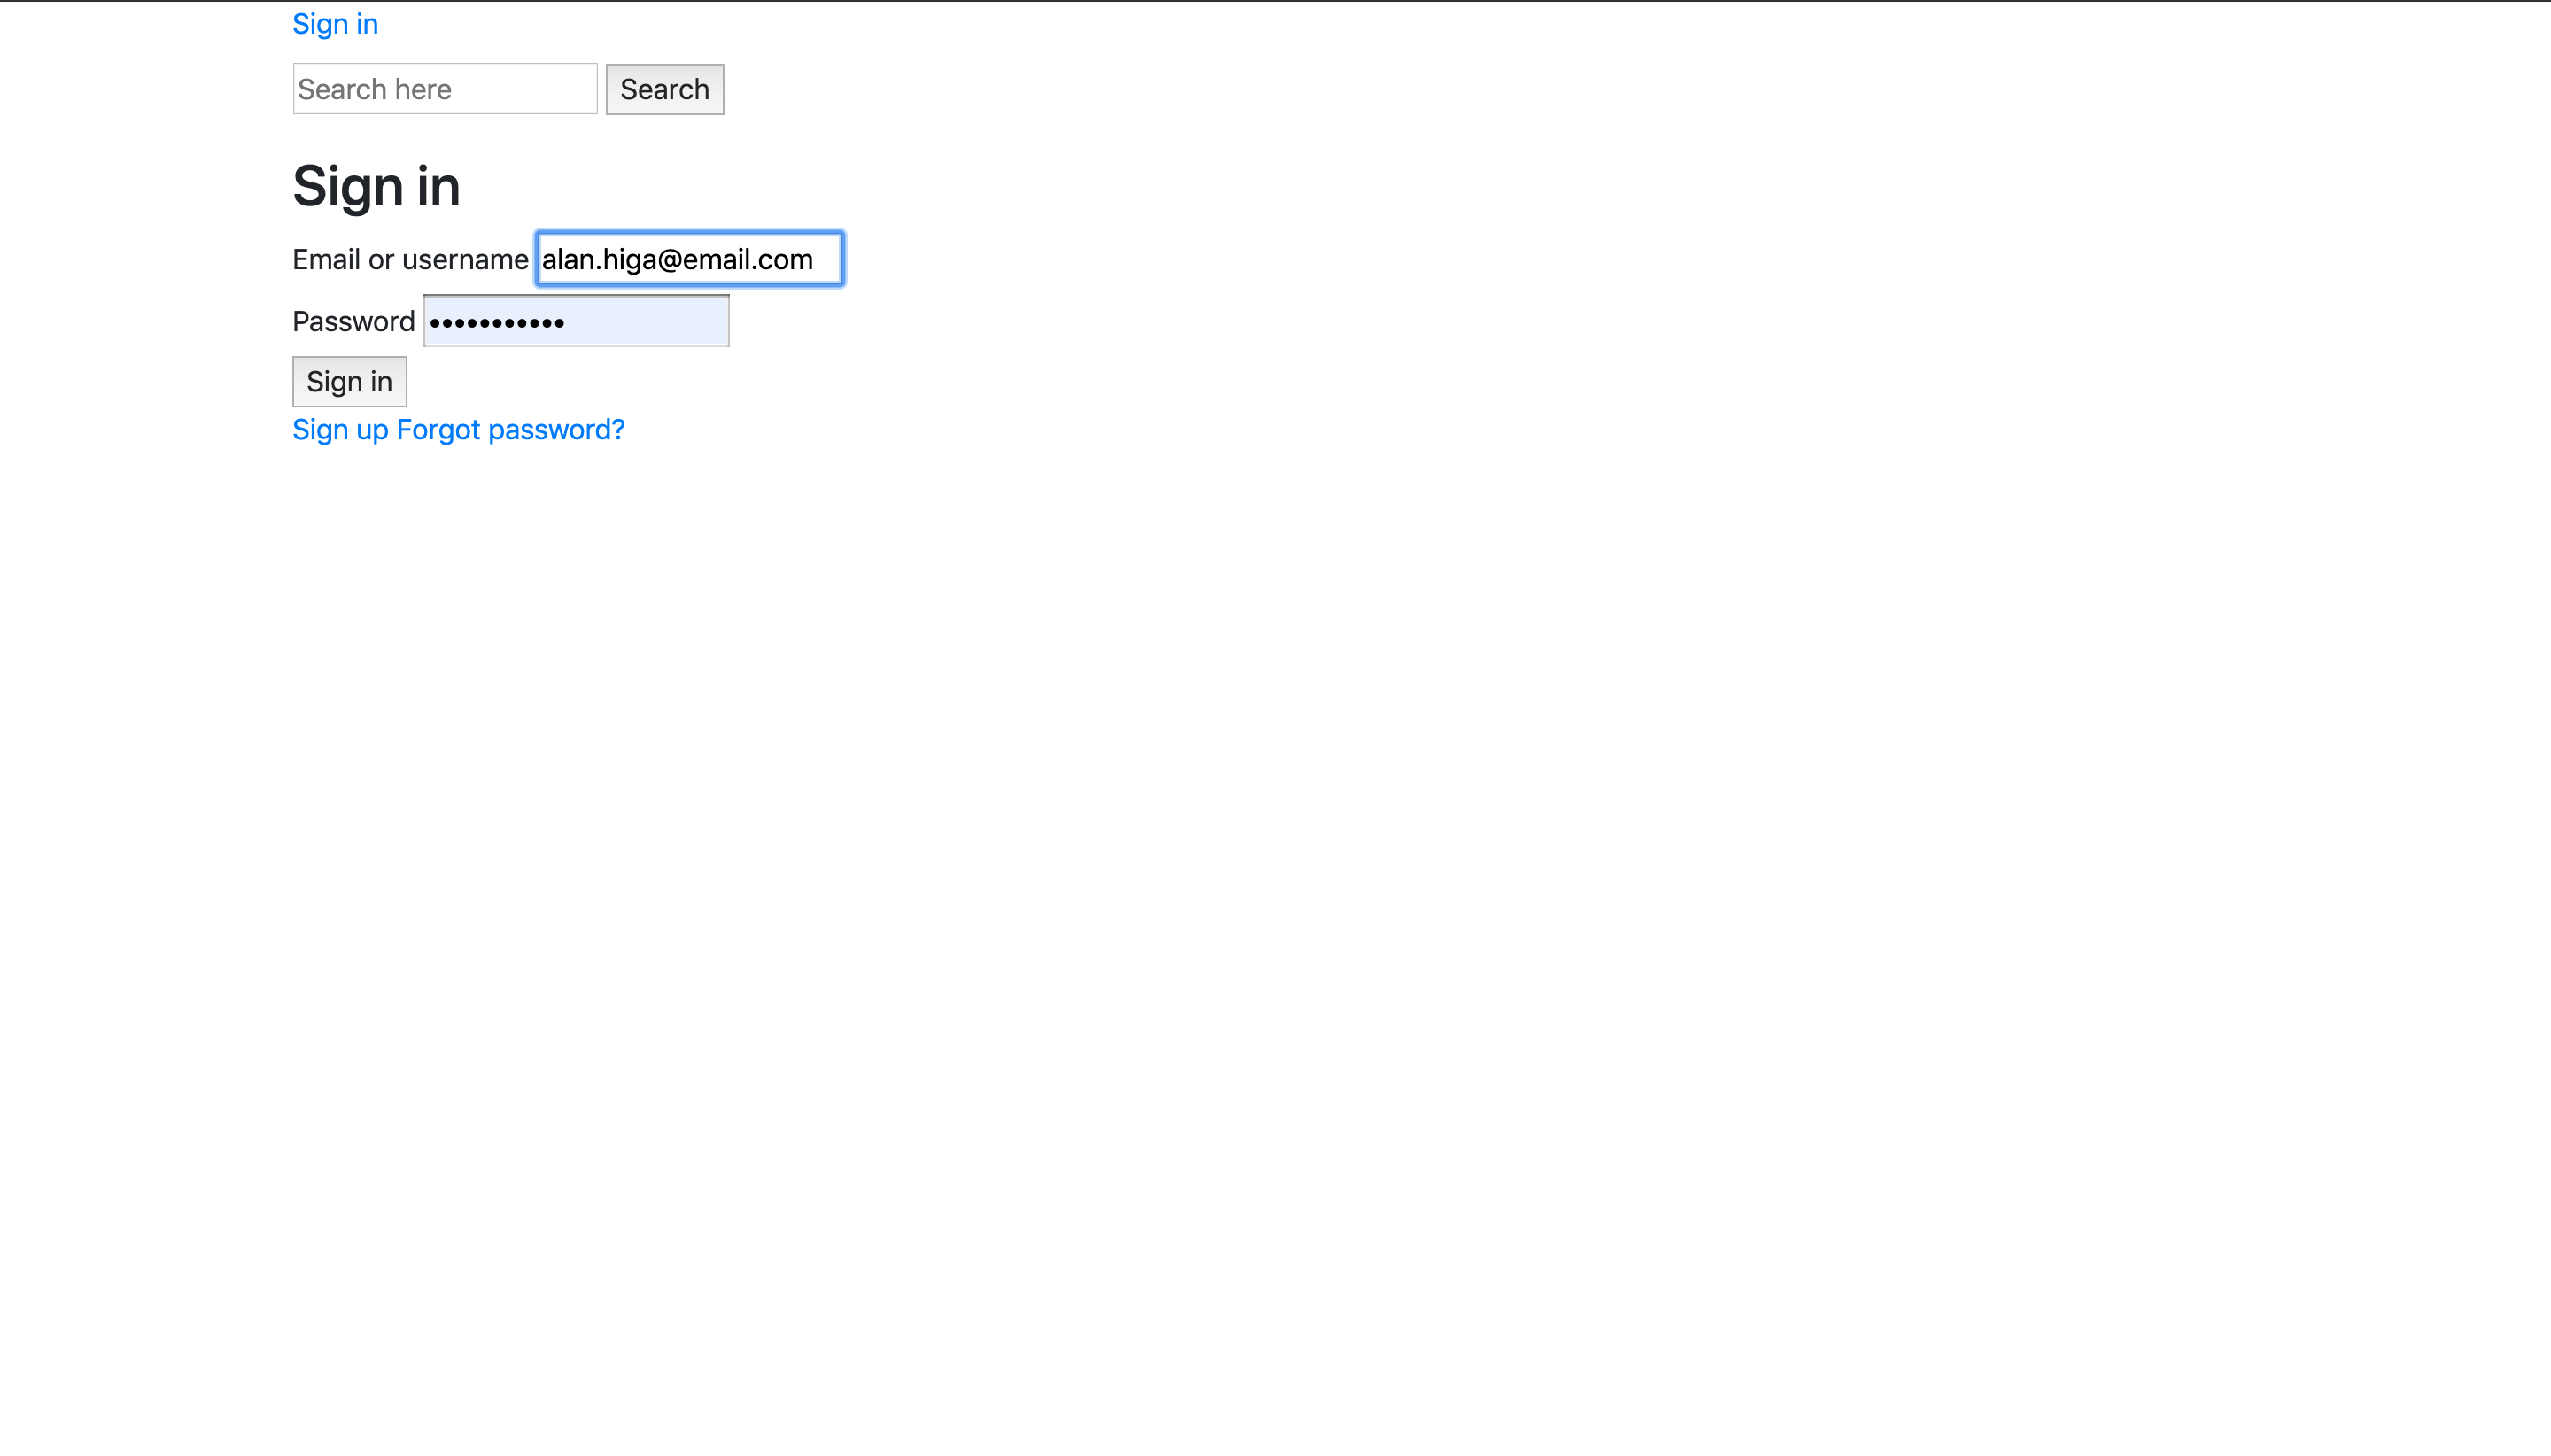 Sign in
Search here Search
Sign in
Email or username alan.higa@email.com
Password •••••••••••
Sign in
Sign up Forgot password?